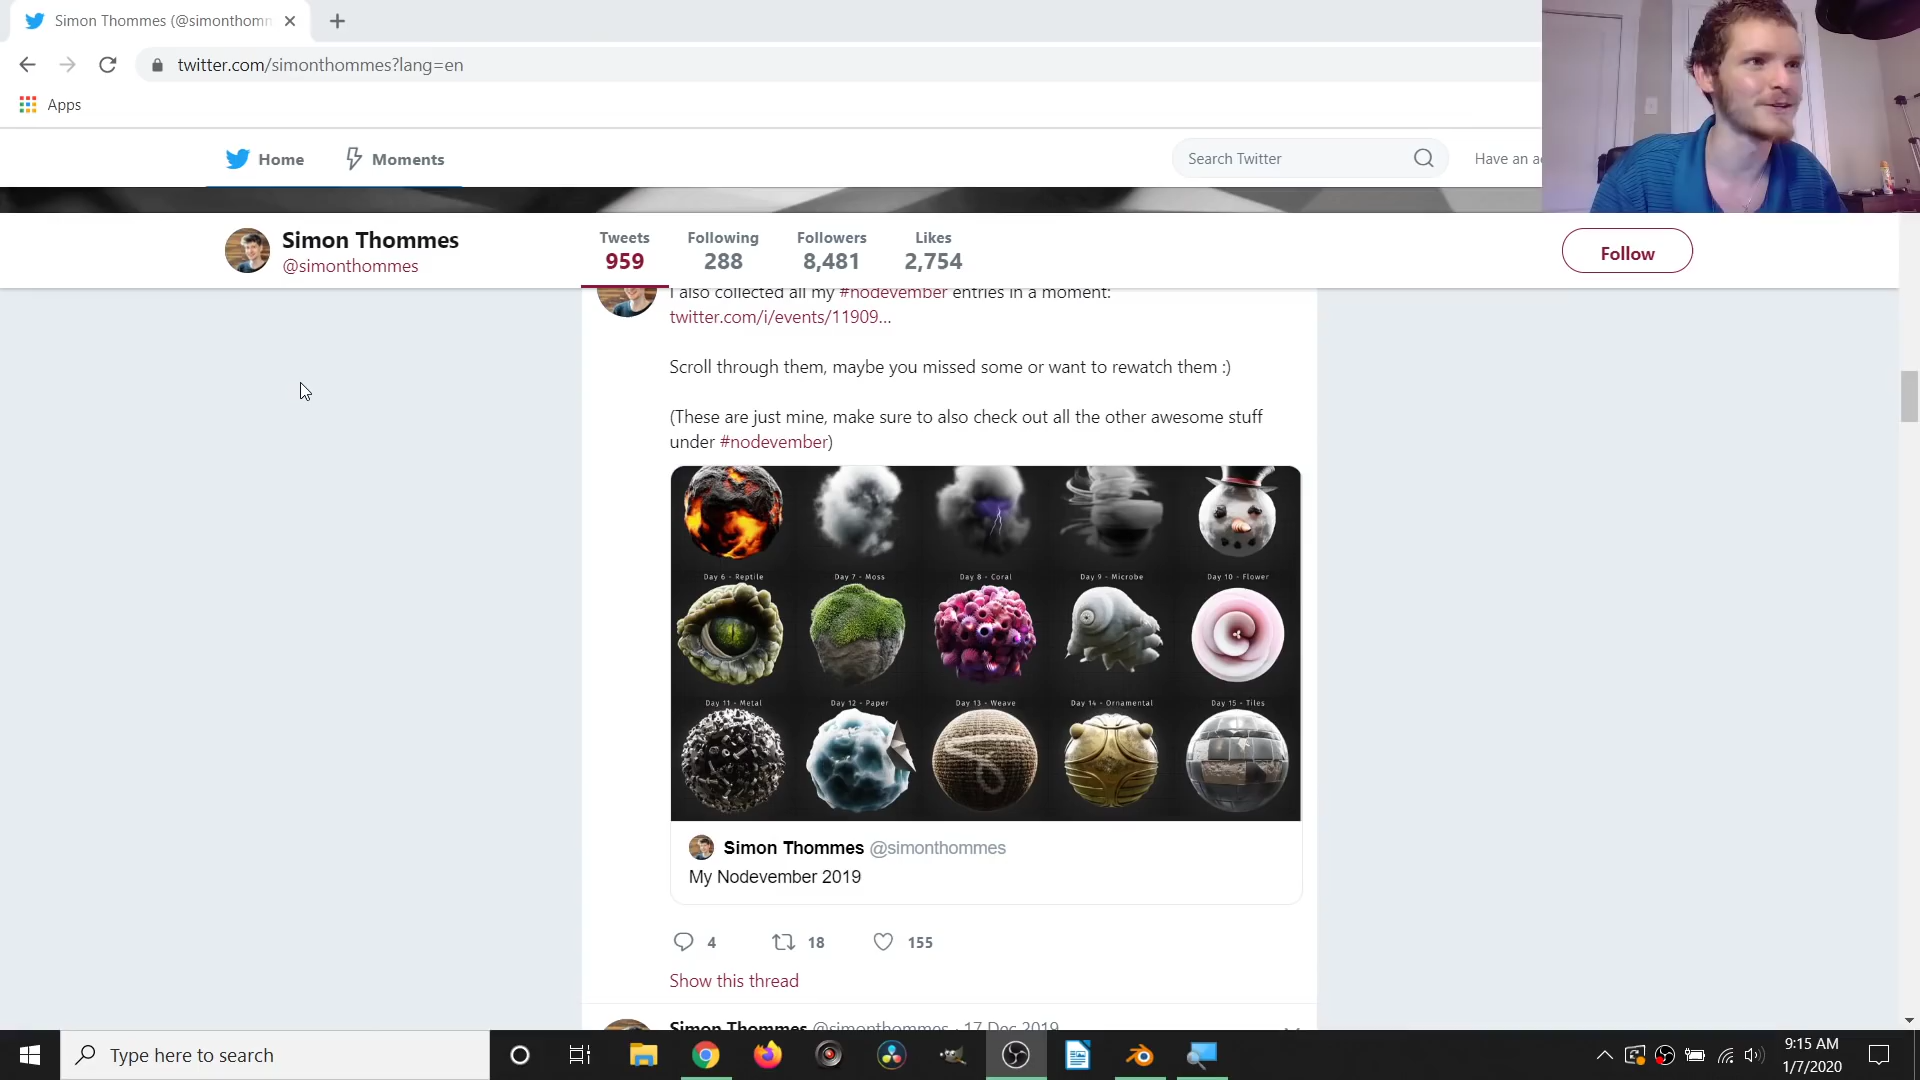 Simon Thommes (@simonthomm
twitter.com/simonthommes?lang=en
Apps
Home
Moments
Search Twitter
Have an a
Simon Thommes
@simonthommes
Tweets
959
Following
288
Followers
8,481
Likes
2,754
Follow
I also collected all my #nodevember entries in a moment:
twitter.com/i/events/11909...
Scroll through them, maybe you missed some or want to rewatch them :)
(These are just mine, make sure to also check out all the other awesome stuff
under #nodevember)
Day 6 - Reptile
Day 7 - Moss
Day 8 - Coral
Day 9 - Microbe
Day 10 - Flower
Day 11 - Metal
Day 12 - Paper
Day 13 - Weave
Day 14 - Ornamental
Day 15 - Tiles
Simon Thommes @simonthommes
My Nodevember 2019
4
18
155
Show this thread
Simon Thommes @simonthommes · 17 Dec 2019
Type here to search
9:15 AM
1/7/2020